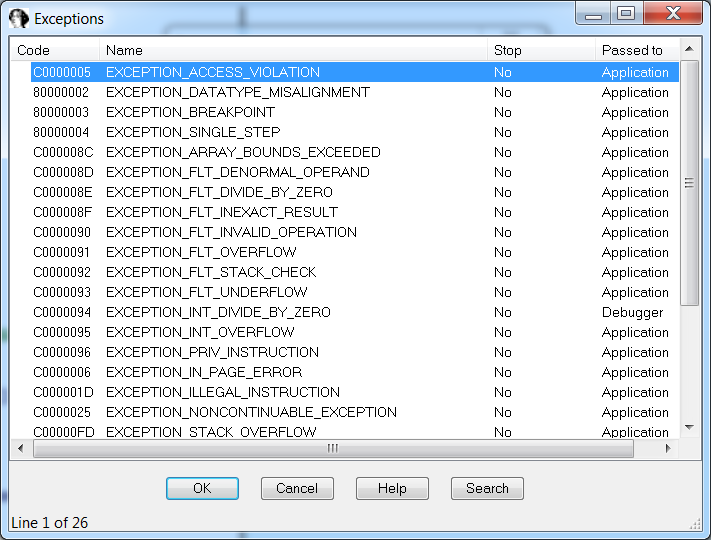 Exceptions
Code Name Stop Passed to
C0000005 EXCEPTION_ACCESS_VIOLATION No Application
80000002 EXCEPTION_DATATYPE_MISALIGNMENT No Application
80000003 EXCEPTION_BREAKPOINT No Application
80000004 EXCEPTION_SINGLE_STEP No Application
C000008C EXCEPTION_ARRAY_BOUNDS_EXCEEDED No Application
C000008D EXCEPTION_FLT_DENORMAL_OPERAND No Application
C000008E EXCEPTION_FLT_DIVIDE_BY_ZERO No Application
C000008F EXCEPTION_FLT_INEXACT_RESULT No Application
C0000090 EXCEPTION_FLT_INVALID_OPERATION No Application
C0000091 EXCEPTION_FLT_OVERFLOW No Application
C0000092 EXCEPTION_FLT_STACK_CHECK No Application
C0000093 EXCEPTION_FLT_UNDERFLOW No Application
C0000094 EXCEPTION_INT_DIVIDE_BY_ZERO No Debugger
C0000095 EXCEPTION_INT_OVERFLOW No Application
C0000096 EXCEPTION_PRIV_INSTRUCTION No Application
C0000006 EXCEPTION_IN_PAGE_ERROR No Application
C000001D EXCEPTION_ILLEGAL_INSTRUCTION No Application
C0000025 EXCEPTION_NONCONTINUABLE_EXCEPTION No Application
C00000FD EXCEPTION_STACK_OVERFLOW No Application
OK Cancel Help Search
Line 1 of 26